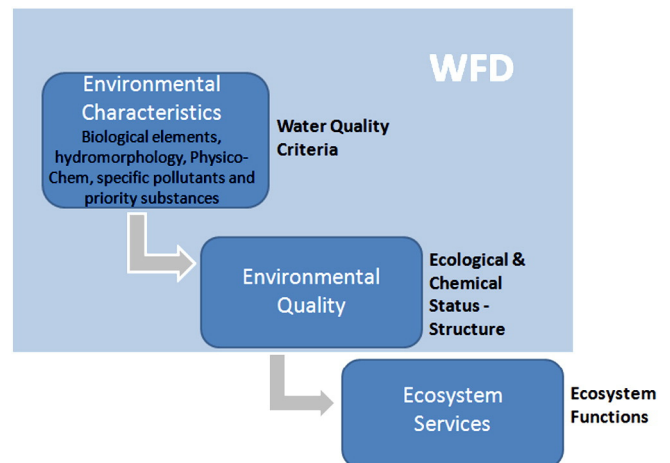 WFD
Environmental
Characteristics
Biological elements,
hydromorphology, Physico-
Chem, specific pollutants and
priority substances
Water Quality
Criteria
Environmental
Quality
Ecological &
Chemical
Status -
Structure
Ecosystem
Services
Ecosystem
Functions